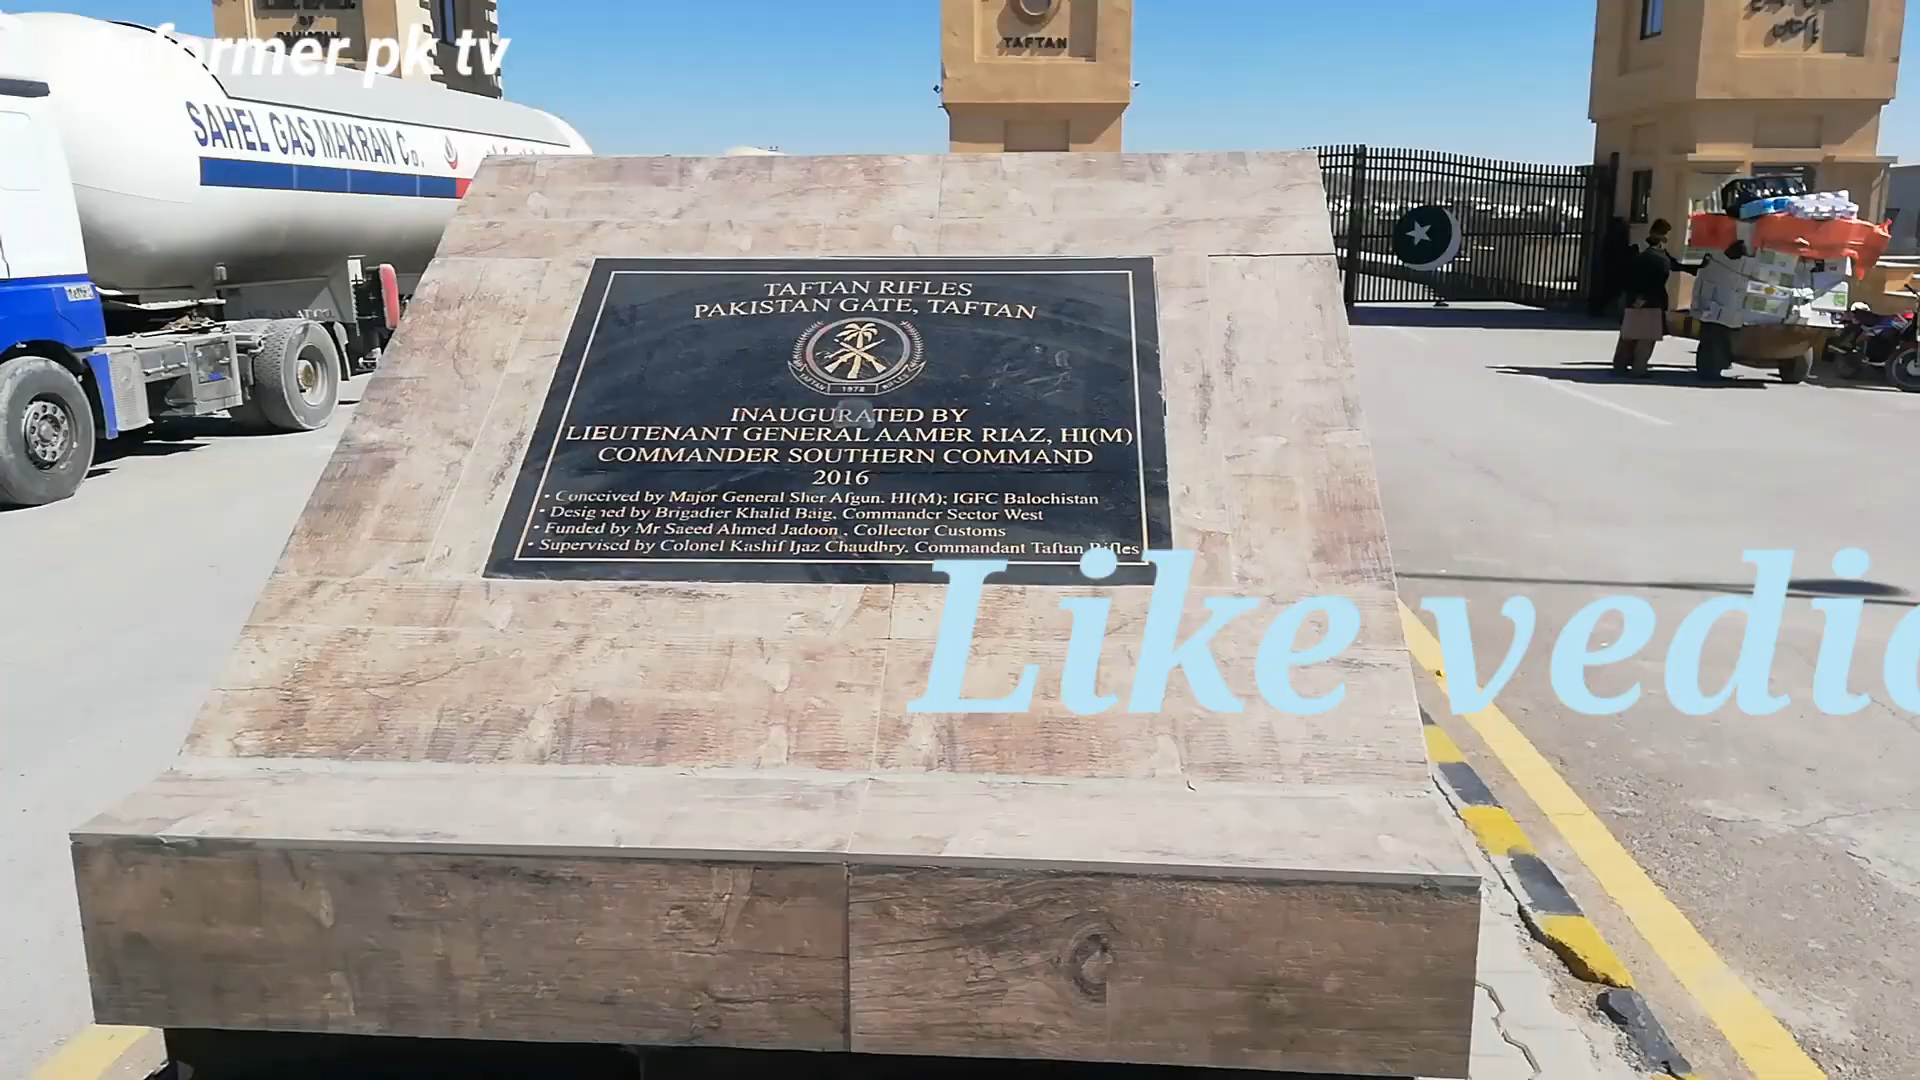 informer pk tv
REPUBLIC
OF
PAKISTAN
TAFTAN
SAHEL GAS MAKRAN Co.
TAFTAN RIFLES
PAKISTAN GATE, TAFTAN
TAFTAN 1972 RIFLES
INAUGURATED BY
LIEUTENANT GENERAL AAMER RIAZ, HI(M)
COMMANDER SOUTHERN COMMAND
2016
• Conceived by Major General Sher Afgun, HI(M); IGFC Balochistan
• Designed by Brigadier Khalid Baig, Commander Sector West
• Funded by Mr Saeed Ahmed Jadoon , Collector Customs
• Supervised by Colonel Kashif Ijaz Chaudhry, Commandant Taftan Rifles
Like vedio